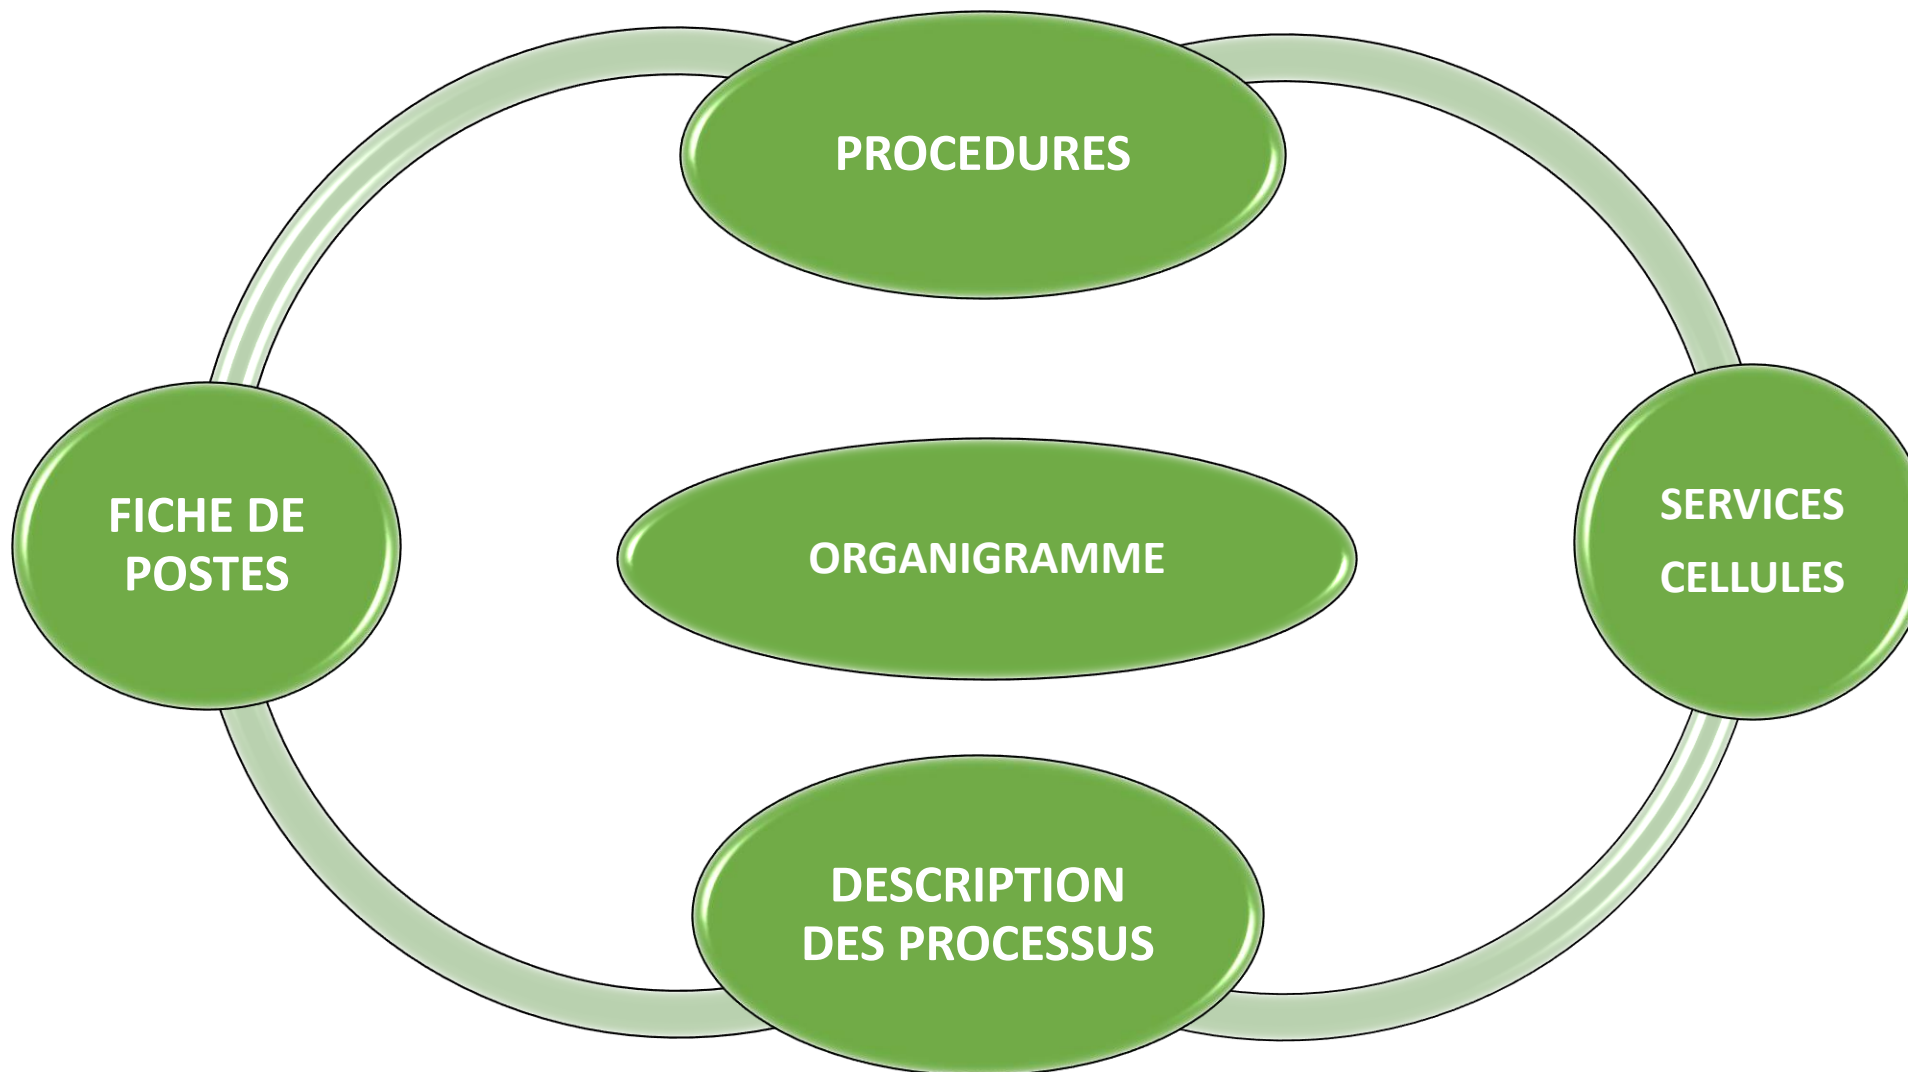 PROCEDURES
FICHE DE
POSTES
ORGANIGRAMME
SERVICES
CELLULES
DESCRIPTION
DES PROCESSUS